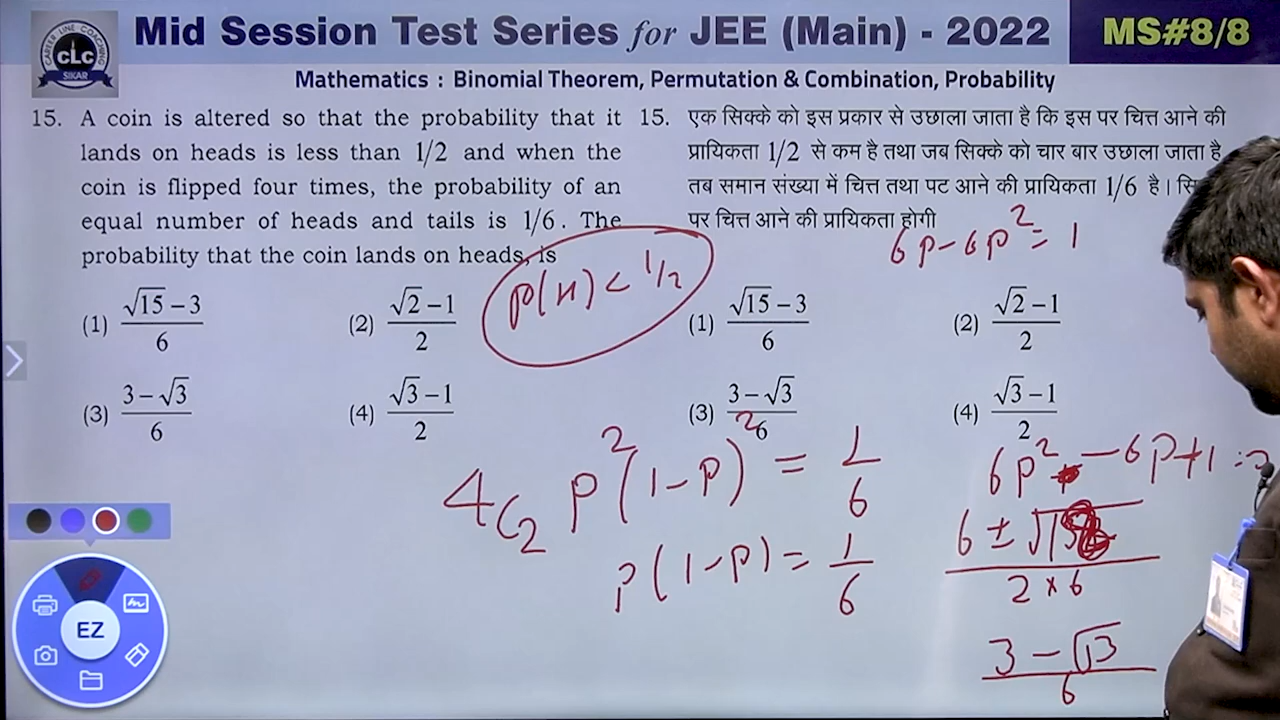 CAREER LINE COACHING
CLC
SIKAR
Mid Session Test Series for JEE (Main) - 2022
MS#8/8
Mathematics : Binomial Theorem, Permutation & Combination, Probability
15. A coin is altered so that the probability that it
lands on heads is less than 1/2 and when the
coin is flipped four times, the probability of an
equal number of heads and tails is 1/6. The
probability that the coin lands on heads, is
(1) (√15 – 3)/6 (2) (√2 – 1)/2
(3) (3 – √3)/6 (4) (√3 – 1)/2
15. एक सिक्के को इस प्रकार से उछाला जाता है कि इस पर चित्त आने की
प्रायिकता 1/2 से कम है तथा जब सिक्के को चार बार उछाला जाता है
तब समान संख्या में चित्त तथा पट आने की प्रायिकता 1/6 है।
पर चित्त आने की प्रायिकता होगी
(1) (√15 – 3)/6 (2) (√2 – 1)/2
(3) (3 – √3)/6 (4) (√3 – 1)/2
P(H) < 1/2
6p – 6p² = 1
4C₂ p²(1–p)² = 1/6
p(1–p) = 1/6
6p² – 6p + 1 =
6 ±
2 × 6
3 – √3
6
EZ